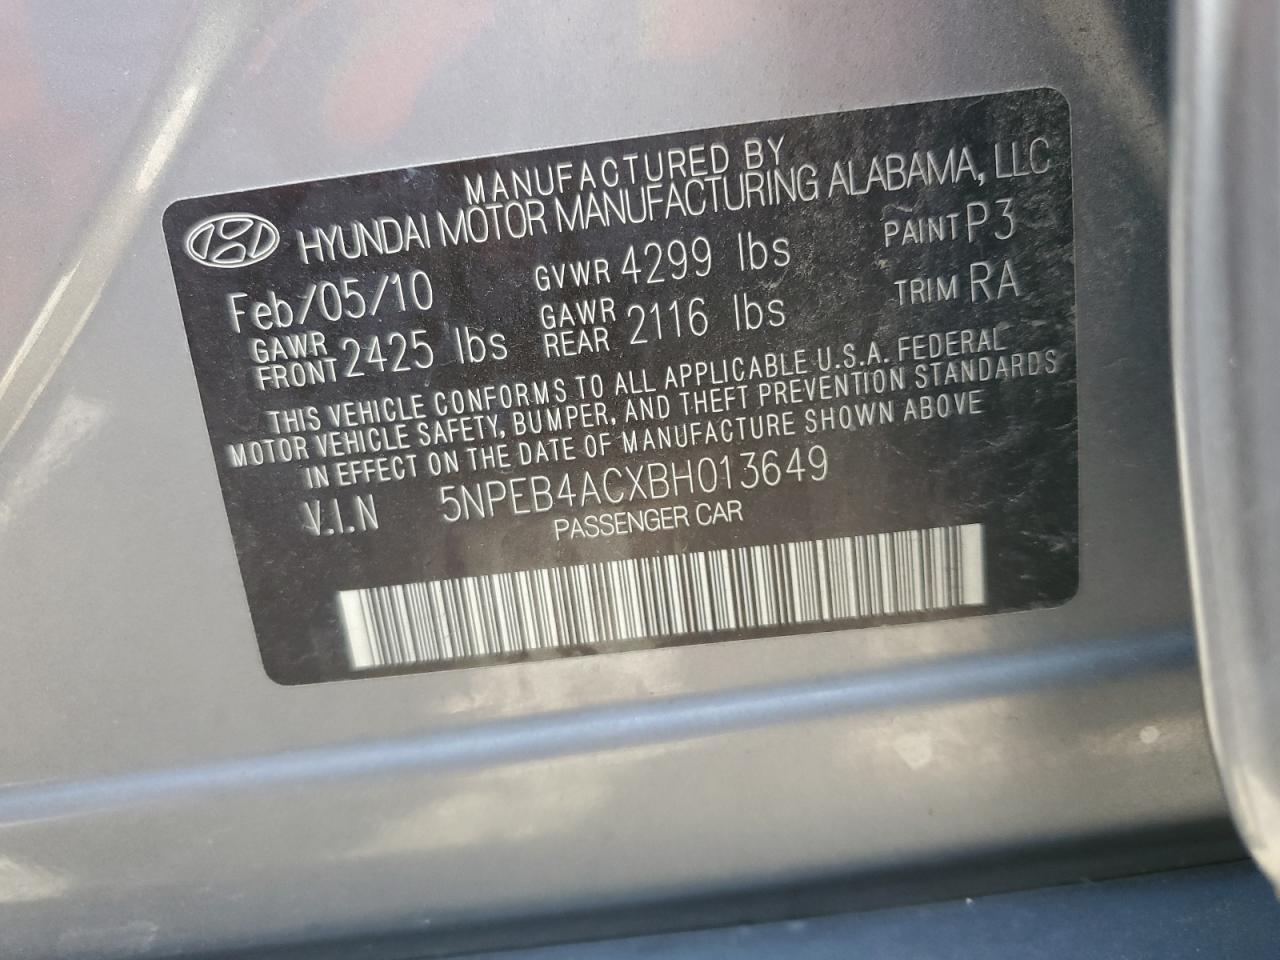 MANUFACTURED BY
HYUNDAI MOTOR MANUFACTURING ALABAMA, LLC
Feb/05/10 GVWR 4299 lbs PAINT P3
GAWR FRONT 2425 lbs GAWR REAR 2116 lbs TRIM RA
THIS VEHICLE CONFORMS TO ALL APPLICABLE U.S.A. FEDERAL
MOTOR VEHICLE SAFETY, BUMPER, AND THEFT PREVENTION STANDARDS
IN EFFECT ON THE DATE OF MANUFACTURE SHOWN ABOVE
V.I.N 5NPEB4ACXBH013649
PASSENGER CAR